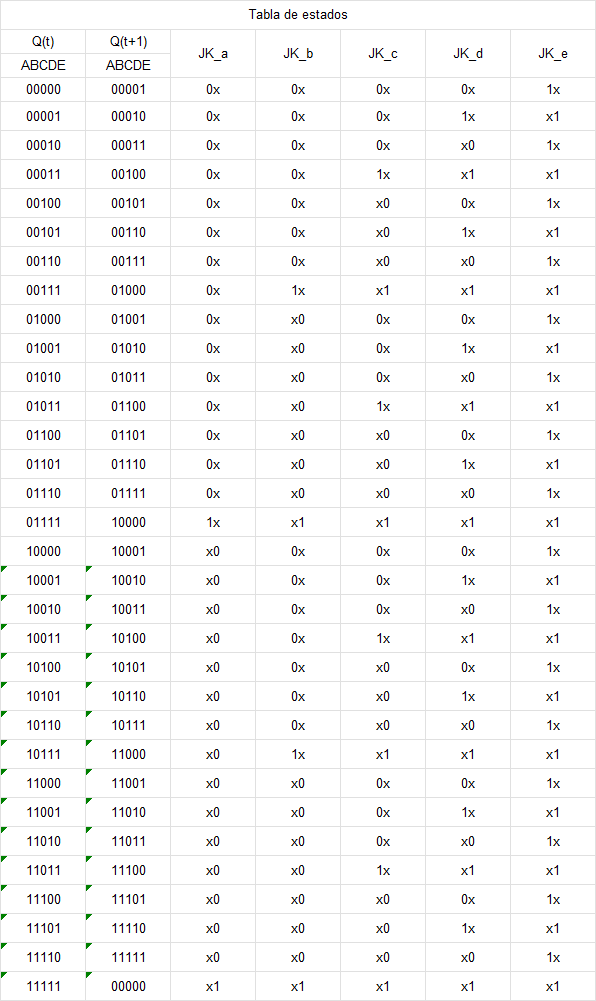 Tabla de estados
Q(t) Q(t+1) JK_a JK_b JK_c JK_d JK_e
ABCDE ABCDE
00000 00001 0x 0x 0x 0x 1x
00001 00010 0x 0x 0x 1x x1
00010 00011 0x 0x 0x x0 1x
00011 00100 0x 0x 1x x1 x1
00100 00101 0x 0x x0 0x 1x
00101 00110 0x 0x x0 1x x1
00110 00111 0x 0x x0 x0 1x
00111 01000 0x 1x x1 x1 x1
01000 01001 0x x0 0x 0x 1x
01001 01010 0x x0 0x 1x x1
01010 01011 0x x0 0x x0 1x
01011 01100 0x x0 1x x1 x1
01100 01101 0x x0 x0 0x 1x
01101 01110 0x x0 x0 1x x1
01110 01111 0x x0 x0 x0 1x
01111 10000 1x x1 x1 x1 x1
10000 10001 x0 0x 0x 0x 1x
10001 10010 x0 0x 0x 1x x1
10010 10011 x0 0x 0x x0 1x
10011 10100 x0 0x 1x x1 x1
10100 10101 x0 0x x0 0x 1x
10101 10110 x0 0x x0 1x x1
10110 10111 x0 0x x0 x0 1x
10111 11000 x0 1x x1 x1 x1
11000 11001 x0 x0 0x 0x 1x
11001 11010 x0 x0 0x 1x x1
11010 11011 x0 x0 0x x0 1x
11011 11100 x0 x0 1x x1 x1
11100 11101 x0 x0 x0 0x 1x
11101 11110 x0 x0 x0 1x x1
11110 11111 x0 x0 x0 x0 1x
11111 00000 x1 x1 x1 x1 x1